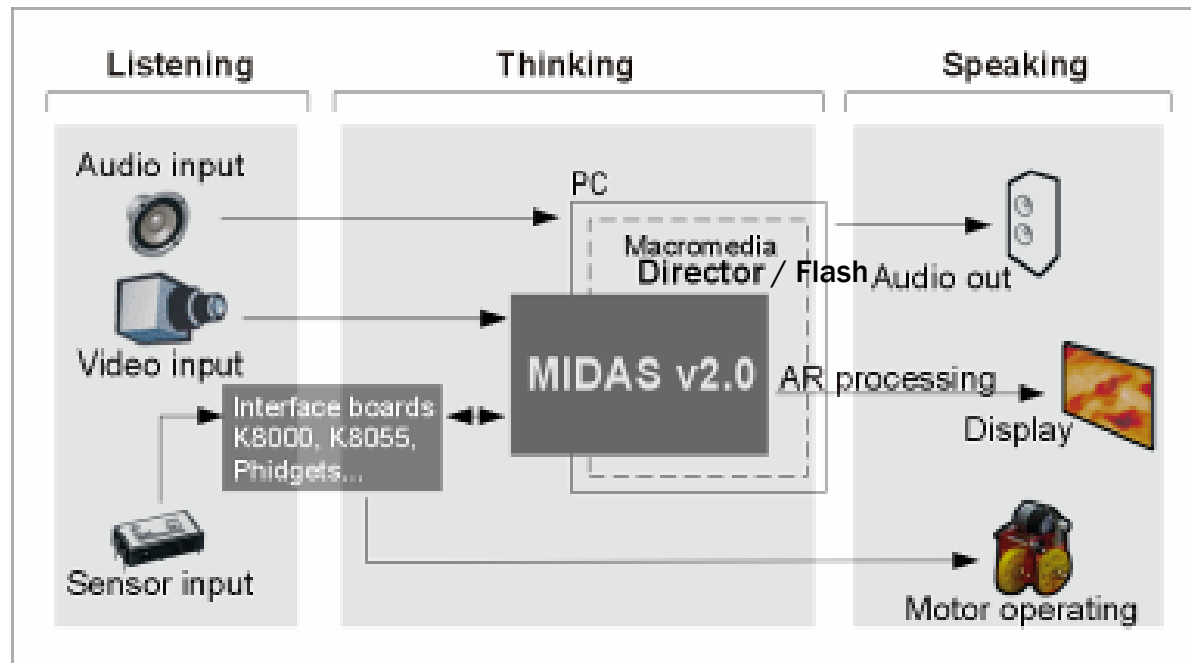 Listening
Thinking
Speaking
Audio input
Video input
Interface boards
K8000, K8055,
Phidgets...
Sensor input
PC
Macromedia
Director / Flash
MIDAS v2.0
AR processing
Audio out
Display
Motor operating